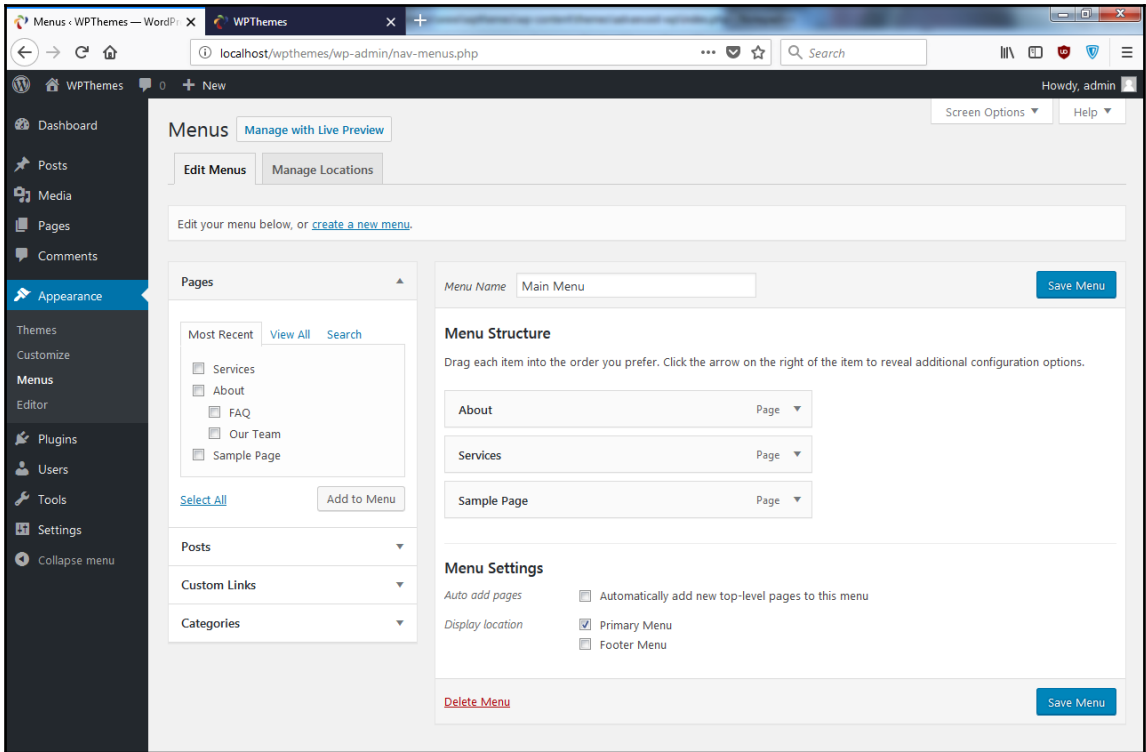 Menus ‹ WPThemes — WordPr
WPThemes
localhost/wpthemes/wp-admin/nav-menus.php
Search
WPThemes 0 New
Howdy, admin
Screen Options
Help
Dashboard
Posts
Media
Pages
Comments
Appearance
Themes
Customize
Menus
Editor
Plugins
Users
Tools
Settings
Collapse menu
Menus Manage with Live Preview
Edit Menus Manage Locations
Edit your menu below, or create a new menu.
Pages
Most Recent View All Search
Services
About
FAQ
Our Team
Sample Page
Select All Add to Menu
Posts
Custom Links
Categories
Menu Name Main Menu Save Menu
Menu Structure
Drag each item into the order you prefer. Click the arrow on the right of the item to reveal additional configuration options.
About Page
Services Page
Sample Page Page
Menu Settings
Auto add pages Automatically add new top-level pages to this menu
Display location Primary Menu
Footer Menu
Delete Menu Save Menu